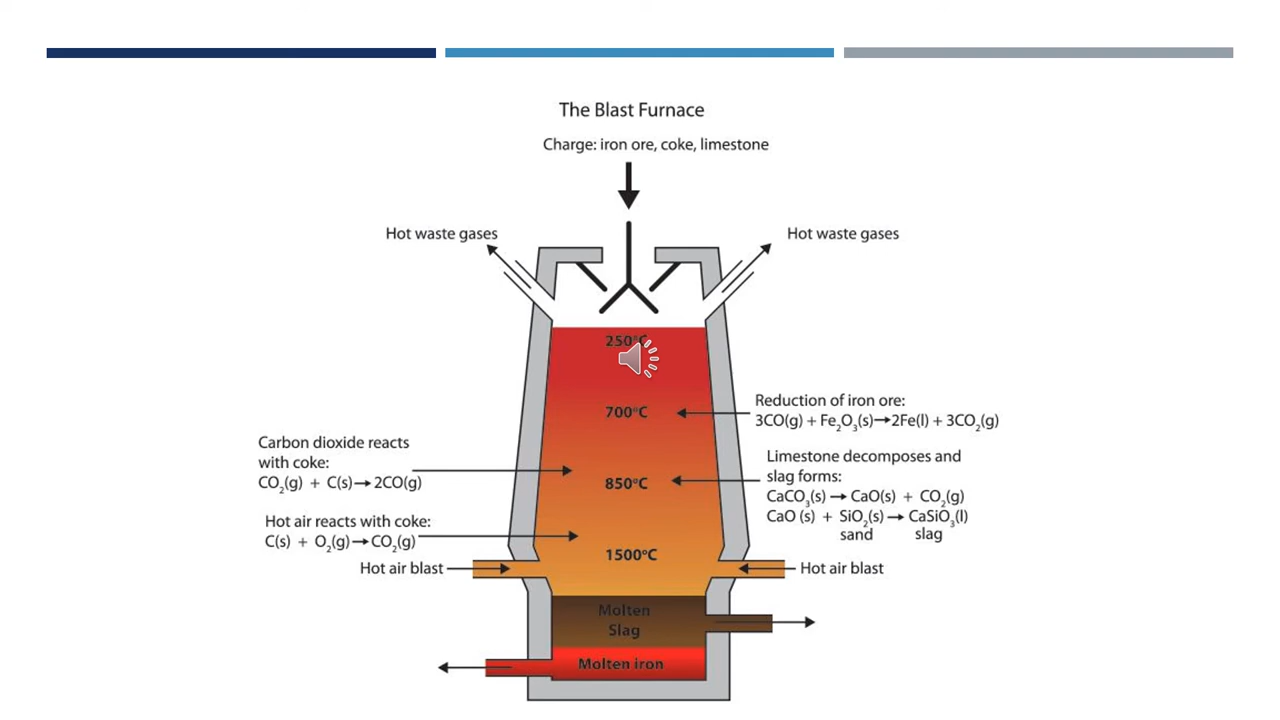 The Blast Furnace
Charge: iron ore, coke, limestone
Hot waste gases
Hot waste gases
250°C
700°C
Reduction of iron ore:
3CO(g) + Fe₂O₃(s)→2Fe(l) + 3CO₂(g)
Carbon dioxide reacts
with coke:
CO₂(g) + C(s)→2CO(g)
850°C
Limestone decomposes and
slag forms:
CaCO₃(s) → CaO(s) + CO₂(g)
CaO (s) + SiO₂(s) → CaSiO₃(l)
sand slag
Hot air reacts with coke:
C(s) + O₂(g)→CO₂(g)
1500°C
Hot air blast
Hot air blast
Molten
Slag
Molten iron